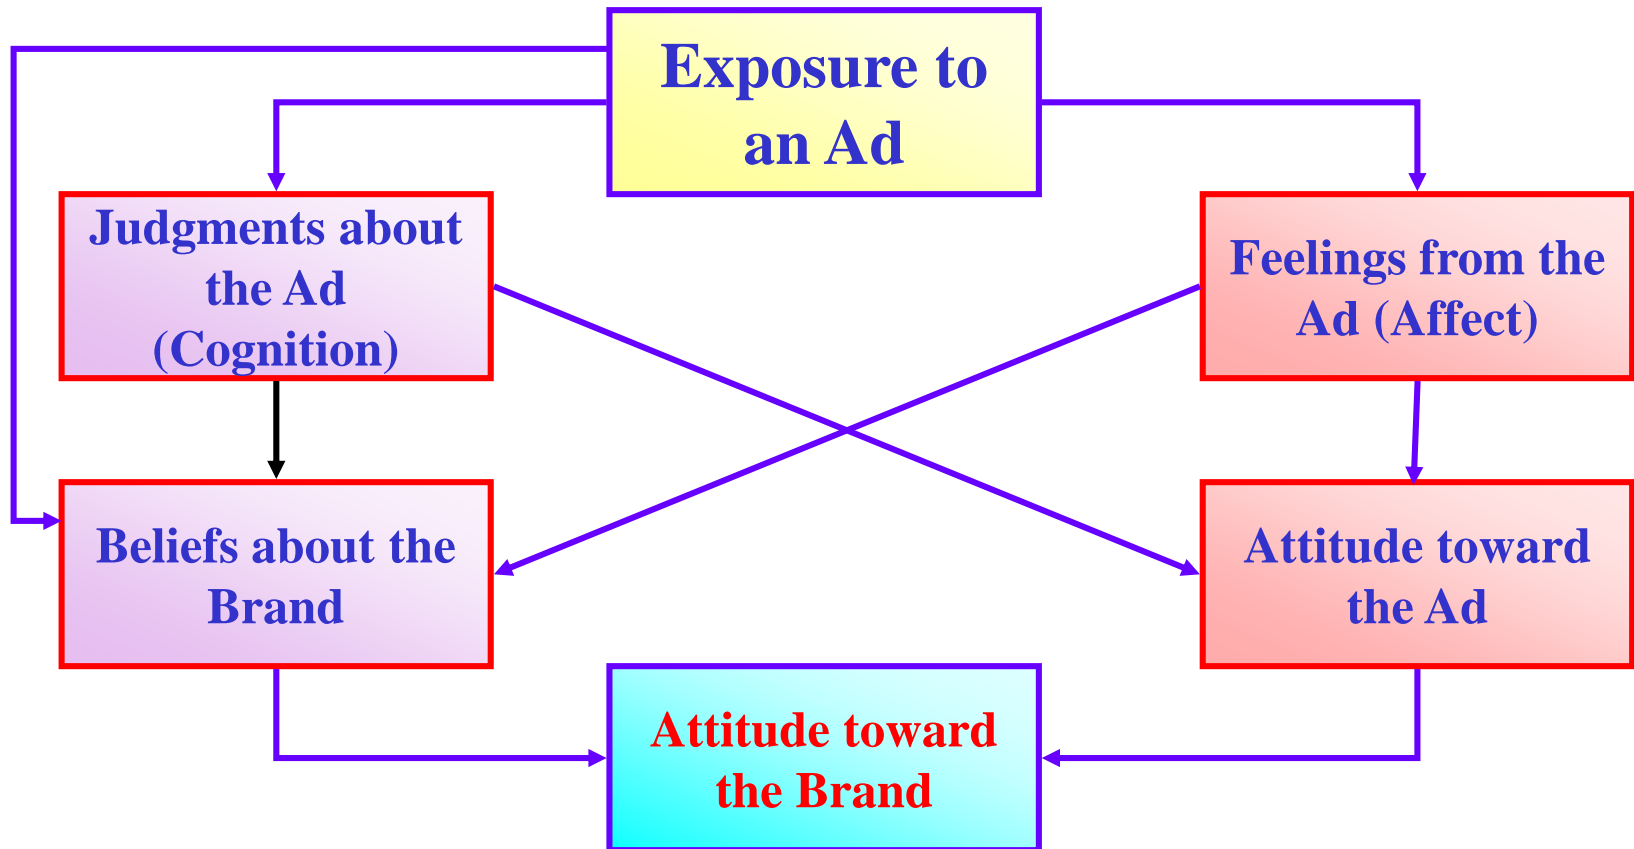 Exposure to
an Ad
Judgments about
the Ad
(Cognition)
Feelings from the
Ad (Affect)
Beliefs about the
Brand
Attitude toward
the Ad
Attitude toward
the Brand